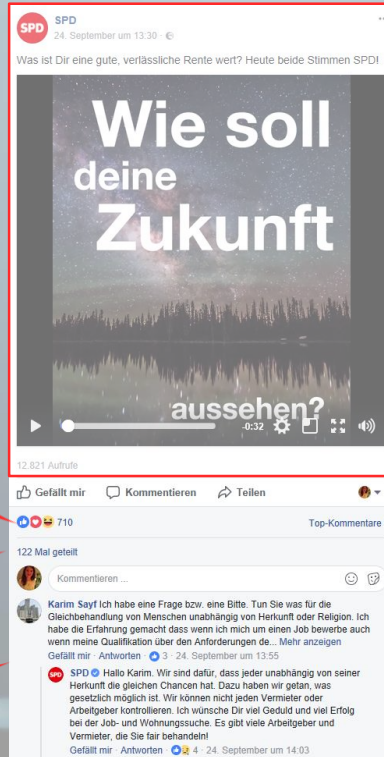 SPD
SPD
24. September um 13:30
Was ist Dir eine gute, verlässliche Rente wert? Heute beide Stimmen SPD!
Wie soll
deine
Zukunft
aussehen?
-0:32
12.821 Aufrufe
Gefällt mir Kommentieren Teilen
710 Top-Kommentare
122 Mal geteilt
Kommentieren ...
Karim Sayf Ich habe eine Frage bzw. eine Bitte. Tun Sie was für die
Gleichbehandlung von Menschen unabhängig von Herkunft oder Religion. Ich
habe die Erfahrung gemacht dass wenn ich mich um einen Job bewerbe auch
wenn meine Qualifikation über den Anforderungen de... Mehr anzeigen
Gefällt mir · Antworten · 3 · 24. September um 13:55
SPD
SPD Hallo Karim. Wir sind dafür, dass jeder unabhängig von seiner
Herkunft die gleichen Chancen hat. Dazu haben wir getan, was
gesetzlich möglich ist. Wir können nicht jeden Vermieter oder
Arbeitgeber kontrollieren. Ich wünsche Dir viel Geduld und viel Erfolg
bei der Job- und Wohnungssuche. Es gibt viele Arbeitgeber und
Vermieter, die Sie fair behandeln!
Gefällt mir · Antworten · 4 · 24. September um 14:03